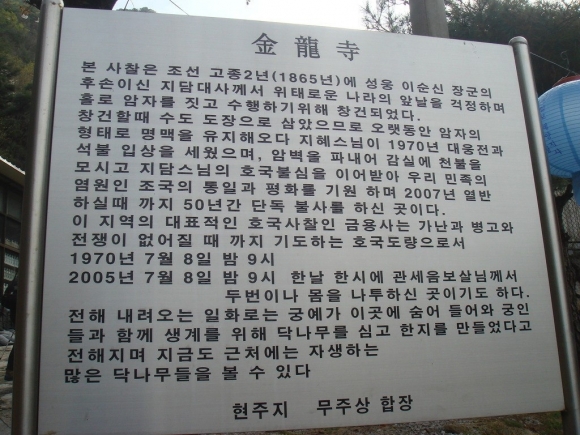 金龍寺
본 사찰은 조선 고종2년(1865년)에 성웅 이순신 장군의
후손이신 지담대사께서 위태로운 나라의 앞날을 걱정하며
홀로 암자를 짓고 수행하기위해 창건되었다.
창건할때 수도 도장으로 삼았으므로 오랫동안 암자의
형태로 명맥을 유지해오다 지혜스님이 1970년 대웅전과
석불 입상을 세웠으며, 암벽을 파내어 감실에 천불을
모시고 지담스님의 호국불심을 이어받아 우리 민족의
염원인 조국의 통일과 평화를 기원 하며 2007년 열반
하실때 까지 50년간 단독 불사를 하신 곳이다.
이 지역의 대표적인 호국사찰인 금용사는 가난과 병고와
전쟁이 없어질 때 까지 기도하는 호국도량으로서
1970년 7월 8일 밤 9시
2005년 7월 8일 밤 9시 한날 한시에 관세음보살님께서
두번이나 몸을 나투하신 곳이기도 하다.
전해 내려오는 일화로는 궁예가 이곳에 숨어 들어와 궁인
들과 함께 생계를 위해 닥나무를 심고 한지를 만들었다고
전해지며 지금도 근처에는 자생하는
많은 닥나무들을 볼 수 있다
현주지 무주상 합장